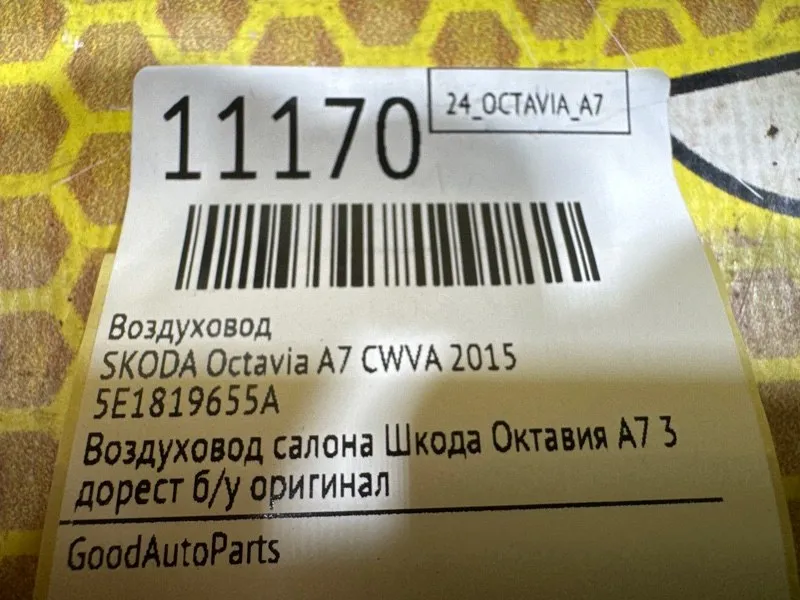 11170
24_OCTAVIA_A7
Воздуховод
SKODA Octavia A7 CWVA 2015
5E1819655A
Воздуховод салона Шкода Октавия А7 3
дорест б/у оригинал
GoodAutoParts